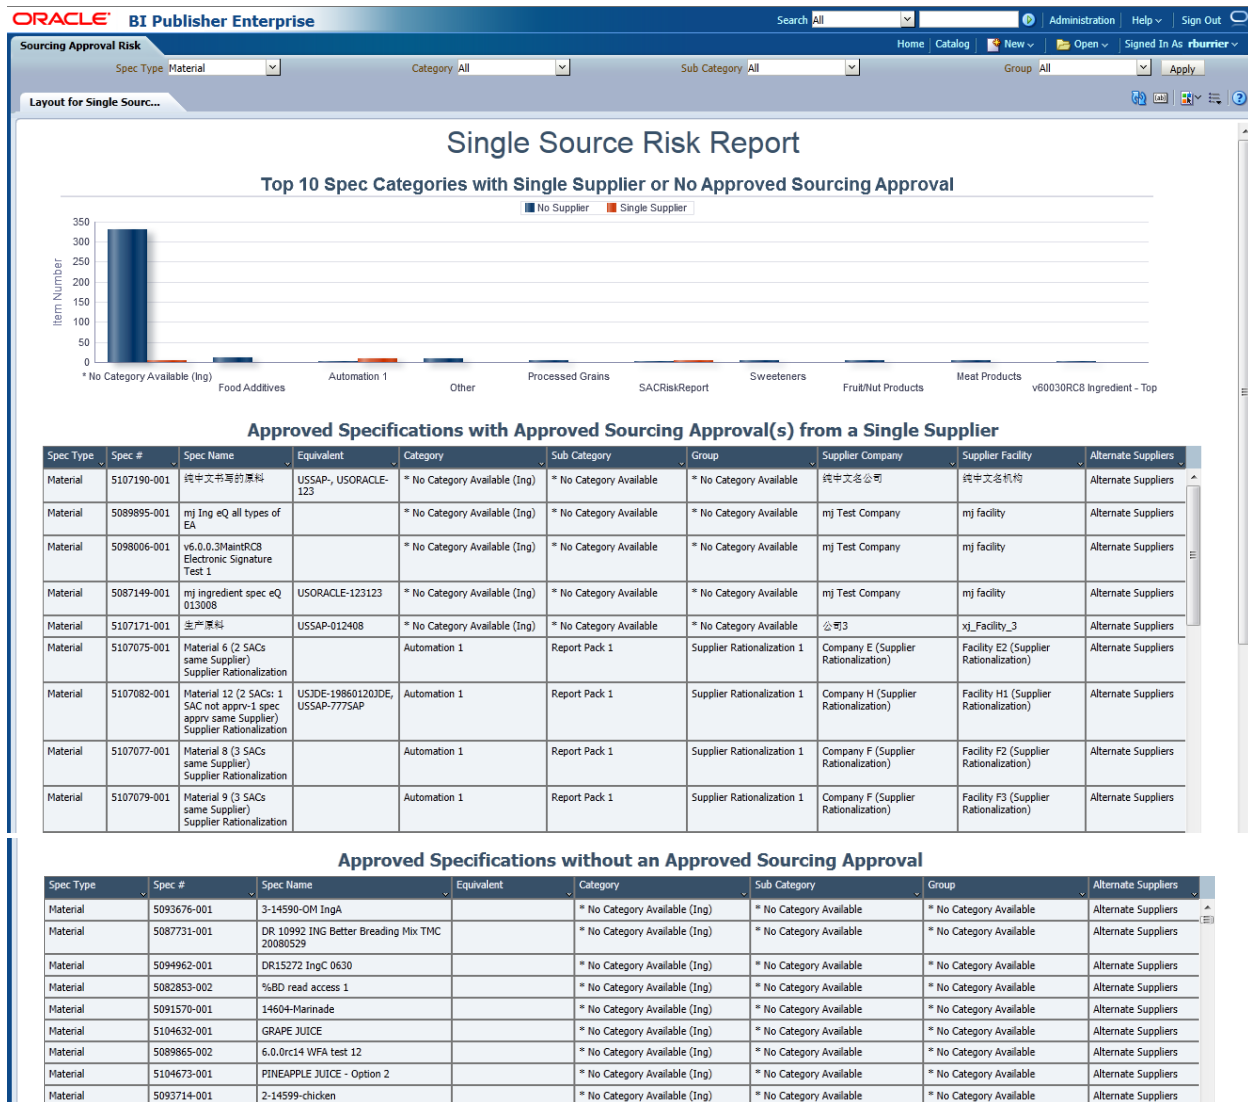 ORACLE BI Publisher Enterprise Search All Administration Help Sign Out
Sourcing Approval Risk Home Catalog New Open Signed In As rburrier
Spec Type Material Category All Sub Category All Group All Apply
Layout for Single Sourc...
Single Source Risk Report
Top 10 Spec Categories with Single Supplier or No Approved Sourcing Approval
No Supplier Single Supplier
350
300
250
200
150
100
50
0
Item Number
* No Category Available (Ing) Food Additives Automation 1 Other Processed Grains SACRiskReport Sweeteners Fruit/Nut Products Meat Products v60030RC8 Ingredient - Top
Approved Specifications with Approved Sourcing Approval(s) from a Single Supplier
Spec Type Spec # Spec Name Equivalent Category Sub Category Group Supplier Company Supplier Facility Alternate Suppliers
Material 5107190-001 纯中文书写的原料 USSAP-, USORACLE- * No Category Available (Ing) * No Category Available * No Category Available 纯中文名公司 纯中文名机构 Alternate Suppliers
123
Material 5089895-001 mj Ing eQ all types of * No Category Available (Ing) * No Category Available * No Category Available mj Test Company mj facility Alternate Suppliers
EA
Material 5098006-001 v6.0.0.3MaintRC8 * No Category Available (Ing) * No Category Available * No Category Available mj Test Company mj facility Alternate Suppliers
Electronic Signature
Test 1
Material 5087149-001 mj ingredient spec eQ USORACLE-123123 * No Category Available (Ing) * No Category Available * No Category Available mj Test Company mj facility Alternate Suppliers
013008
Material 5107171-001 生产原料 USSAP-012408 * No Category Available (Ing) * No Category Available * No Category Available 公司3 xj_Facility_3 Alternate Suppliers
Material 5107075-001 Material 6 (2 SACs Automation 1 Report Pack 1 Supplier Rationalization 1 Company E (Supplier Facility E2 (Supplier Alternate Suppliers
same Supplier) Rationalization) Rationalization)
Supplier Rationalization
Material 5107082-001 Material 12 (2 SACs: 1 USJDE-19860120JDE, Automation 1 Report Pack 1 Supplier Rationalization 1 Company H (Supplier Facility H1 (Supplier Alternate Suppliers
SAC not apprv-1 spec USSAP-777SAP Rationalization) Rationalization)
apprv same Supplier)
Supplier Rationalization
Material 5107077-001 Material 8 (3 SACs Automation 1 Report Pack 1 Supplier Rationalization 1 Company F (Supplier Facility F2 (Supplier Alternate Suppliers
same Supplier) Rationalization) Rationalization)
Supplier Rationalization
Material 5107079-001 Material 9 (3 SACs Automation 1 Report Pack 1 Supplier Rationalization 1 Company F (Supplier Facility F3 (Supplier Alternate Suppliers
same Supplier) Rationalization) Rationalization)
Supplier Rationalization
Approved Specifications without an Approved Sourcing Approval
Spec Type Spec # Spec Name Equivalent Category Sub Category Group Alternate Suppliers
Material 5093676-001 3-14590-OM IngA * No Category Available (Ing) * No Category Available * No Category Available Alternate Suppliers
Material 5087731-001 DR 10992 ING Better Breading Mix TMC * No Category Available (Ing) * No Category Available * No Category Available Alternate Suppliers
20080529
Material 5094962-001 DR15272 IngC 0630 * No Category Available (Ing) * No Category Available * No Category Available Alternate Suppliers
Material 5082853-002 %BD read access 1 * No Category Available (Ing) * No Category Available * No Category Available Alternate Suppliers
Material 5091570-001 14604-Marinade * No Category Available (Ing) * No Category Available * No Category Available Alternate Suppliers
Material 5104632-001 GRAPE JUICE * No Category Available (Ing) * No Category Available * No Category Available Alternate Suppliers
Material 5089865-002 6.0.0rc14 WFA test 12 * No Category Available (Ing) * No Category Available * No Category Available Alternate Suppliers
Material 5104673-001 PINEAPPLE JUICE - Option 2 * No Category Available (Ing) * No Category Available * No Category Available Alternate Suppliers
Material 5093714-001 2-14599-chicken * No Category Available (Ing) * No Category Available * No Category Available Alternate Suppliers